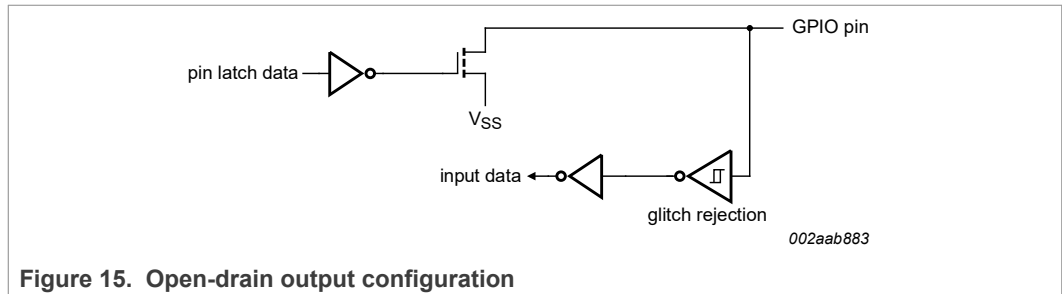 GPIO pin
pin latch data
VSS
input data
glitch rejection
002aab883
Figure 15. Open-drain output configuration